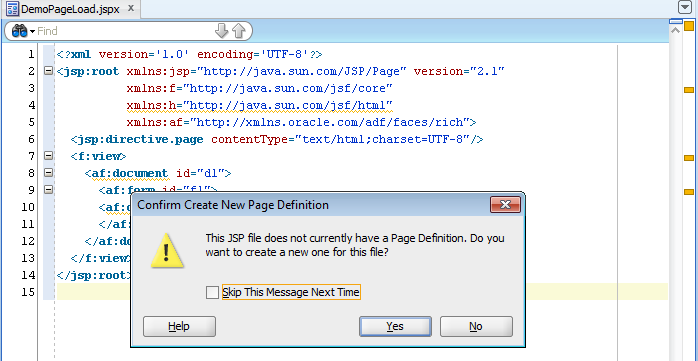 DemoPageLoad.jspx
Find
1 <?xml version='1.0' encoding='UTF-8'?>
2 <jsp:root xmlns:jsp="http://java.sun.com/JSP/Page" version="2.1"
3 xmlns:f="http://java.sun.com/jsf/core"
4 xmlns:h="http://java.sun.com/jsf/html"
5 xmlns:af="http://xmlns.oracle.com/adf/faces/rich">
6 <jsp:directive.page contentType="text/html;charset=UTF-8"/>
7 <f:view>
8 <af:document id="d1">
9 <af:form id="f1">
10 <af:
11 </af:
12 </af:do
13 </f:view>
14 </jsp:root>
15
Confirm Create New Page Definition
This JSP file does not currently have a Page Definition. Do you
want to create a new one for this file?
Skip This Message Next Time
Help Yes No